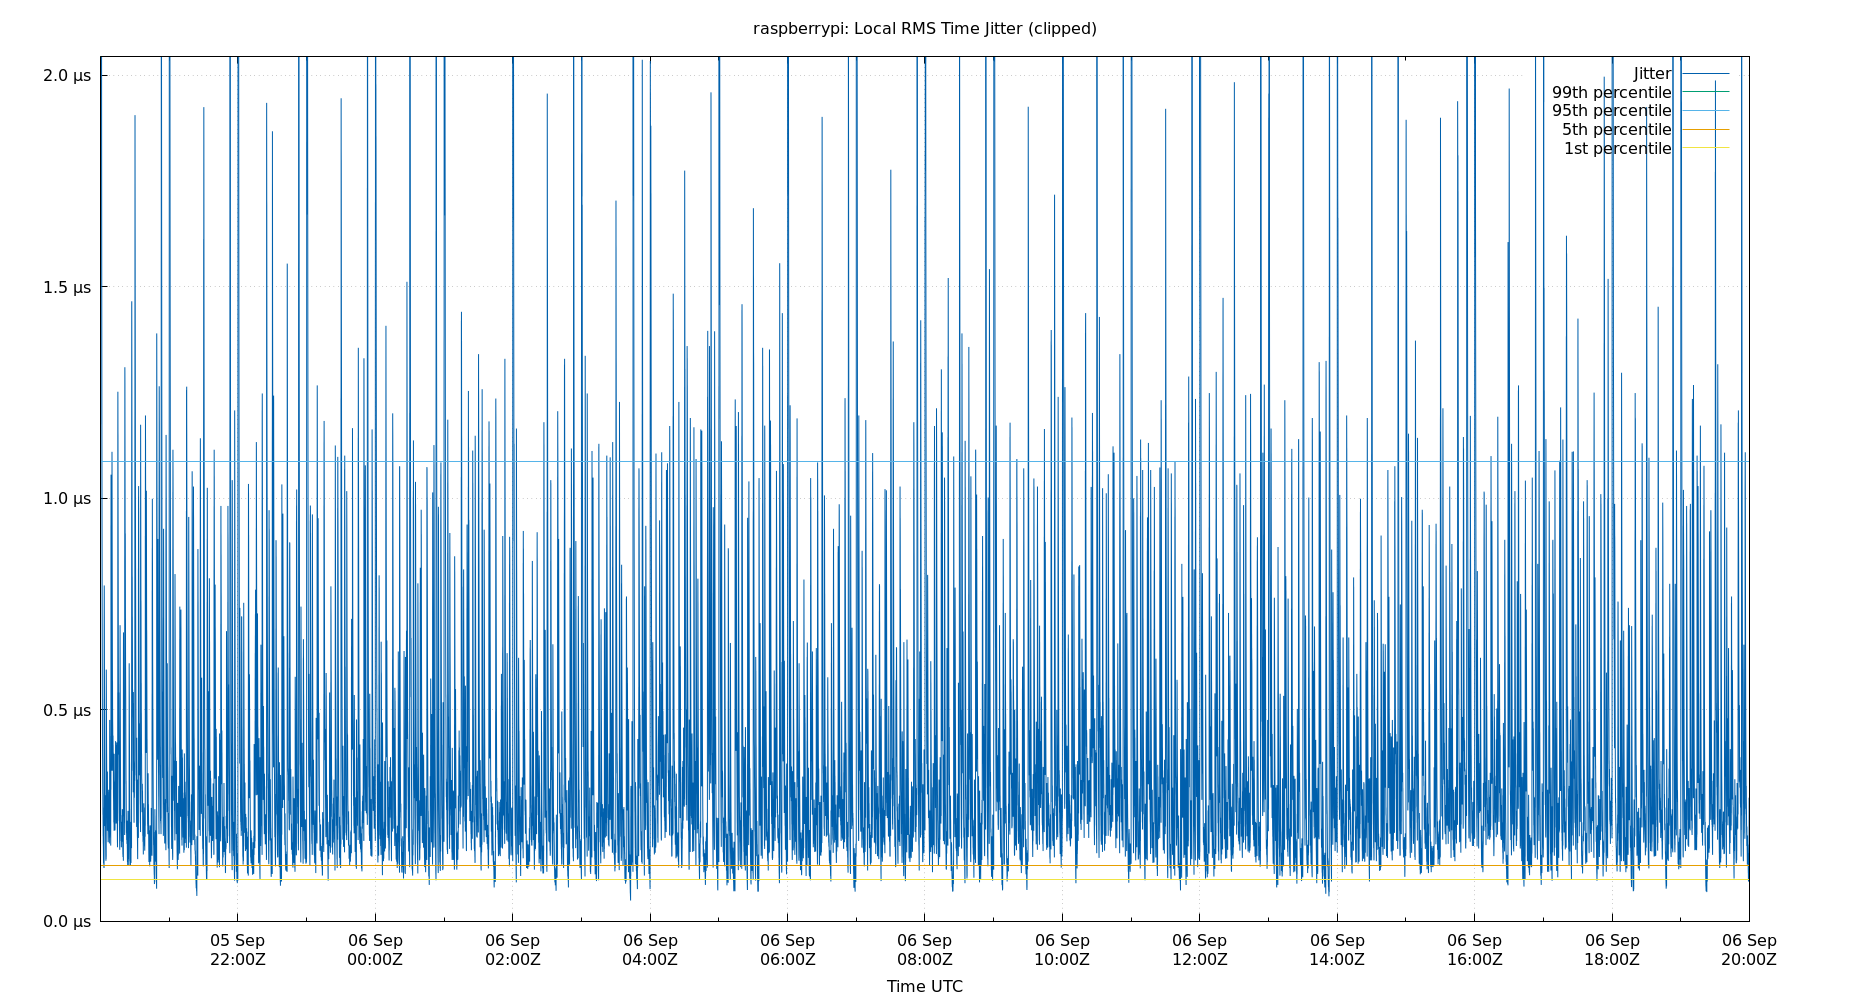 raspberrypi: Local RMS Time Jitter (clipped)
2.0 µs
1.5 µs
1.0 µs
0.5 µs
0.0 µs
Jitter
99th percentile
95th percentile
5th percentile
1st percentile
05 Sep
22:00Z
06 Sep
00:00Z
06 Sep
02:00Z
06 Sep
04:00Z
06 Sep
06:00Z
06 Sep
08:00Z
06 Sep
10:00Z
06 Sep
12:00Z
06 Sep
14:00Z
06 Sep
16:00Z
06 Sep
18:00Z
06 Sep
20:00Z
Time UTC